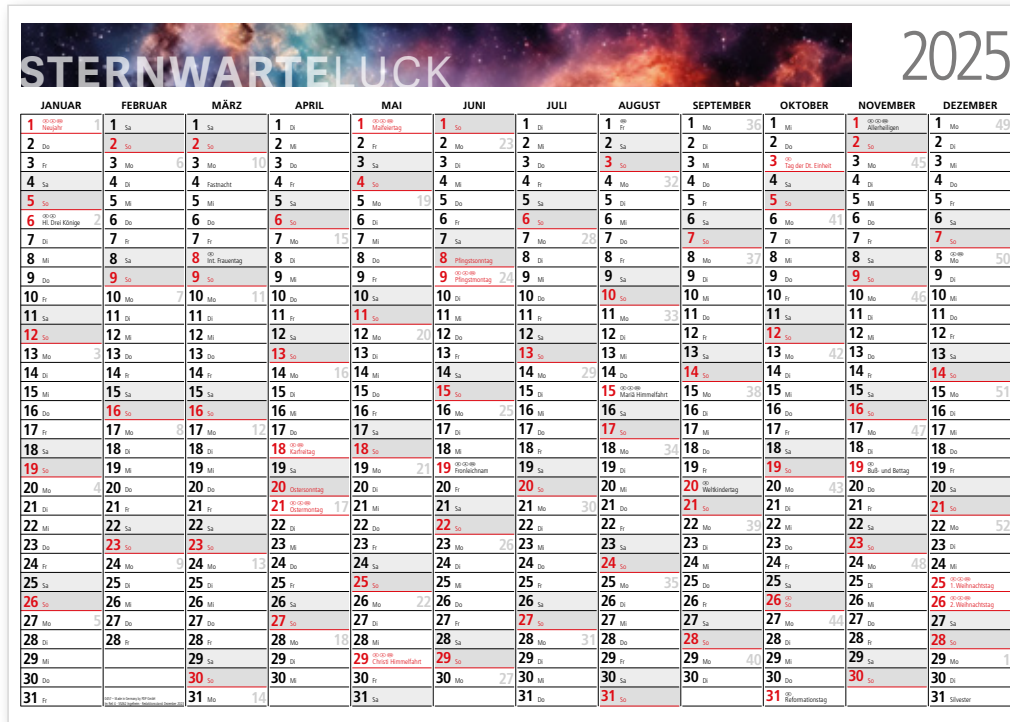 STERNWARTELUCK 2025
JANUAR FEBRUAR MÄRZ APRIL MAI JUNI JULI AUGUST SEPTEMBER OKTOBER NOVEMBER DEZEMBER
1 Neujahr 1 1 Sa 1 Sa 1 Di 1 Maifeiertag 1 So 1 Di 1 Fr 1 Mo 36 1 Mi 1 Allerheiligen 1 Mo 49
2 Do 2 So 2 So 2 Mi 2 Fr 2 Mo 23 2 Mi 2 Sa 2 Di 2 Do 2 So 2 Di
3 Fr 3 Mo 6 3 Mo 10 3 Do 3 Sa 3 Di 3 Do 3 So 3 Mi 3 Tag der Dt. Einheit 3 Mo 45 3 Mi
4 Sa 4 Di 4 Fastnacht 4 Fr 4 So 4 Mi 4 Fr 4 Mo 32 4 Do 4 Sa 4 Di 4 Do
5 So 5 Mi 5 Mi 5 Sa 5 Mo 19 5 Do 5 Sa 5 Di 5 Fr 5 So 5 Mi 5 Fr
6 Hl. Drei Könige 2 6 Do 6 Do 6 So 6 Di 6 Fr 6 So 6 Mi 6 Sa 6 Mo 41 6 Do 6 Sa
7 Di 7 Fr 7 Fr 7 Mo 15 7 Mi 7 Sa 7 Mo 28 7 Do 7 So 7 Di 7 Fr 7 So
8 Mi 8 Sa 8 Int. Frauentag 8 Di 8 Do 8 Pfingstsonntag 8 Di 8 Fr 8 Mo 37 8 Mi 8 Sa 8 Mo 50
9 Do 9 So 9 So 9 Mi 9 Fr 9 Pfingstmontag 24 9 Mi 9 Sa 9 Di 9 Do 9 So 9 Di
10 Fr 10 Mo 7 10 Mo 11 10 Do 10 Sa 10 Di 10 Do 10 So 10 Mi 10 Fr 10 Mo 46 10 Mi
11 Sa 11 Di 11 Di 11 Fr 11 So 11 Mi 11 Fr 11 Mo 33 11 Do 11 Sa 11 Di 11 Do
12 So 12 Mi 12 Mi 12 Sa 12 Mo 20 12 Do 12 Sa 12 Di 12 Fr 12 So 12 Mi 12 Fr
13 Mo 3 13 Do 13 Do 13 So 13 Di 13 Fr 13 So 13 Mi 13 Sa 13 Mo 42 13 Do 13 Sa
14 Di 14 Fr 14 Fr 14 Mo 16 14 Mi 14 Sa 14 Mo 29 14 Do 14 So 14 Di 14 Fr 14 So
15 Mi 15 Sa 15 Sa 15 Di 15 Do 15 So 15 Di 15 Mariä Himmelfahrt 15 Mo 38 15 Mi 15 Sa 15 Mo 51
16 Do 16 So 16 So 16 Mi 16 Fr 16 Mo 25 16 Mi 16 Sa 16 Di 16 Do 16 So 16 Di
17 Fr 17 Mo 8 17 Mo 12 17 Do 17 Sa 17 Di 17 Do 17 So 17 Mi 17 Fr 17 Mo 47 17 Mi
18 Sa 18 Di 18 Di 18 Karfreitag 18 So 18 Mi 18 Fr 18 Mo 34 18 Do 18 Sa 18 Di 18 Do
19 So 19 Mi 19 Mi 19 Sa 19 Mo 21 19 Fronleichnam 19 Sa 19 Di 19 Fr 19 So 19 Buß- und Bettag 19 Fr
20 Mo 4 20 Do 20 Do 20 Ostersonntag 20 Di 20 Fr 20 So 20 Mi 20 Weltkindertag 20 Mo 43 20 Do 20 Sa
21 Di 21 Fr 21 Fr 21 Ostermontag 17 21 Mi 21 Sa 21 Mo 30 21 Do 21 So 21 Di 21 Fr 21 So
22 Mi 22 Sa 22 Sa 22 Di 22 Do 22 So 22 Di 22 Fr 22 Mo 39 22 Mi 22 Sa 22 Mo 52
23 Do 23 So 23 So 23 Mi 23 Fr 23 Mo 26 23 Mi 23 Sa 23 Di 23 Do 23 So 23 Di
24 Fr 24 Mo 9 24 Mo 13 24 Do 24 Sa 24 Di 24 Do 24 So 24 Mi 24 Fr 24 Mo 48 24 Mi
25 Sa 25 Di 25 Di 25 Fr 25 So 25 Mi 25 Fr 25 Mo 35 25 Do 25 Sa 25 Di 25 1. Weihnachtstag
26 So 26 Mi 26 Mi 26 Sa 26 Mo 22 26 Do 26 Sa 26 Di 26 Fr 26 So 26 Mi 26 2. Weihnachtstag
27 Mo 5 27 Do 27 Do 27 So 27 Di 27 Fr 27 So 27 Mi 27 Sa 27 Mo 44 27 Do 27 Sa
28 Di 28 Fr 28 Fr 28 Mo 18 28 Mi 28 Sa 28 Mo 31 28 Do 28 So 28 Di 28 Fr 28 So
29 Mi 29 Sa 29 Di 29 Christi Himmelfahrt 29 So 29 Di 29 Fr 29 Mo 40 29 Mi 29 Sa 29 Mo 1
30 Do 30 So 30 Mi 30 Fr 30 Mo 27 30 Mi 30 Sa 30 Di 30 Do 30 So 30 Di
31 Fr 31 Mo 14 31 Sa 31 Do 31 So 31 Reformationstag 31 Silvester